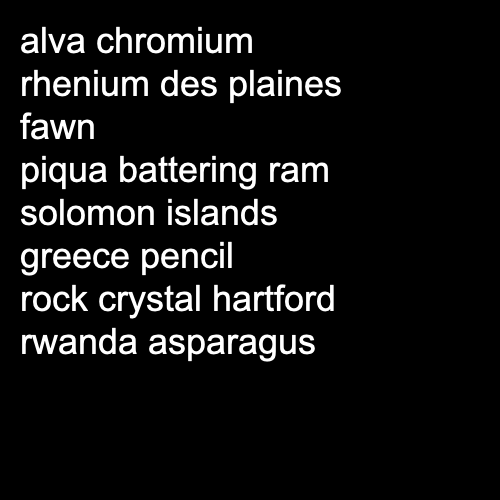 alva chromium
rhenium des plaines
fawn
piqua battering ram
solomon islands
greece pencil
rock crystal hartford
rwanda asparagus